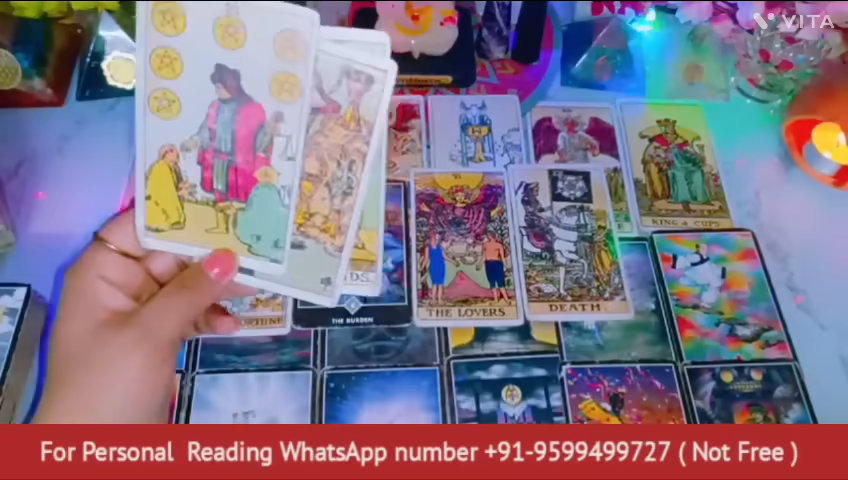 VITA
KING of CUPS
THE LOVERS
DEATH.
THE BURDEN
For Personal Reading WhatsApp number +91-9599499727 ( Not Free )